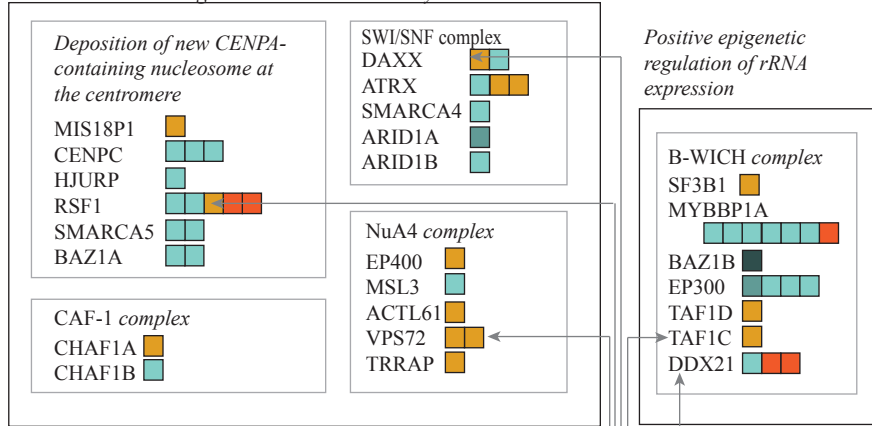 Deposition of new CENPA-
containing nucleosome at
the centromere
MIS18P1
CENPC
HJURP
RSF1
SMARCA5
BAZ1A
CAF-1 complex
CHAF1A
CHAF1B
SWI/SNF complex
DAXX
ATRX
SMARCA4
ARID1A
ARID1B
NuA4 complex
EP400
MSL3
ACTL61
VPS72
TRRAP
Positive epigenetic
regulation of rRNA
expression
B-WICH complex
SF3B1
MYBBP1A
BAZ1B
EP300
TAF1D
TAF1C
DDX21